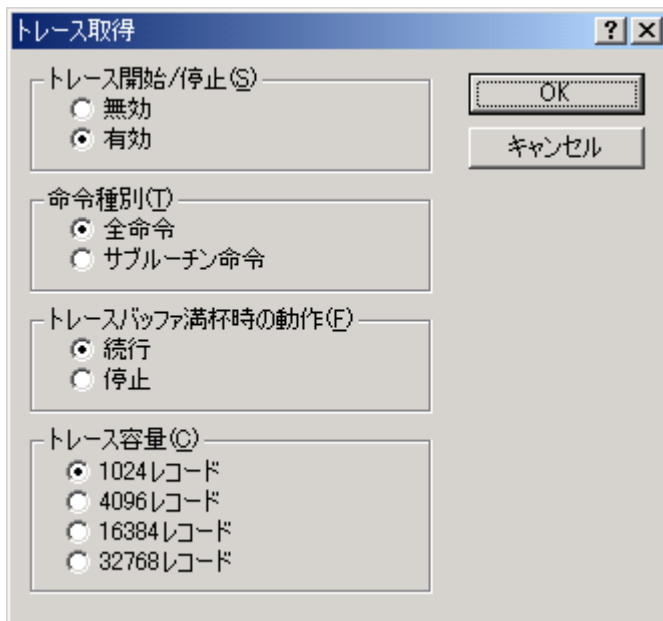 トレース取得
トレース開始/停止(S)
無効
有効
命令種別(T)
全命令
サブルーチン命令
トレースバッファ満杯時の動作(F)
続行
停止
トレース容量(C)
1024レコード
4096レコード
16384レコード
32768レコード
OK
キャンセル